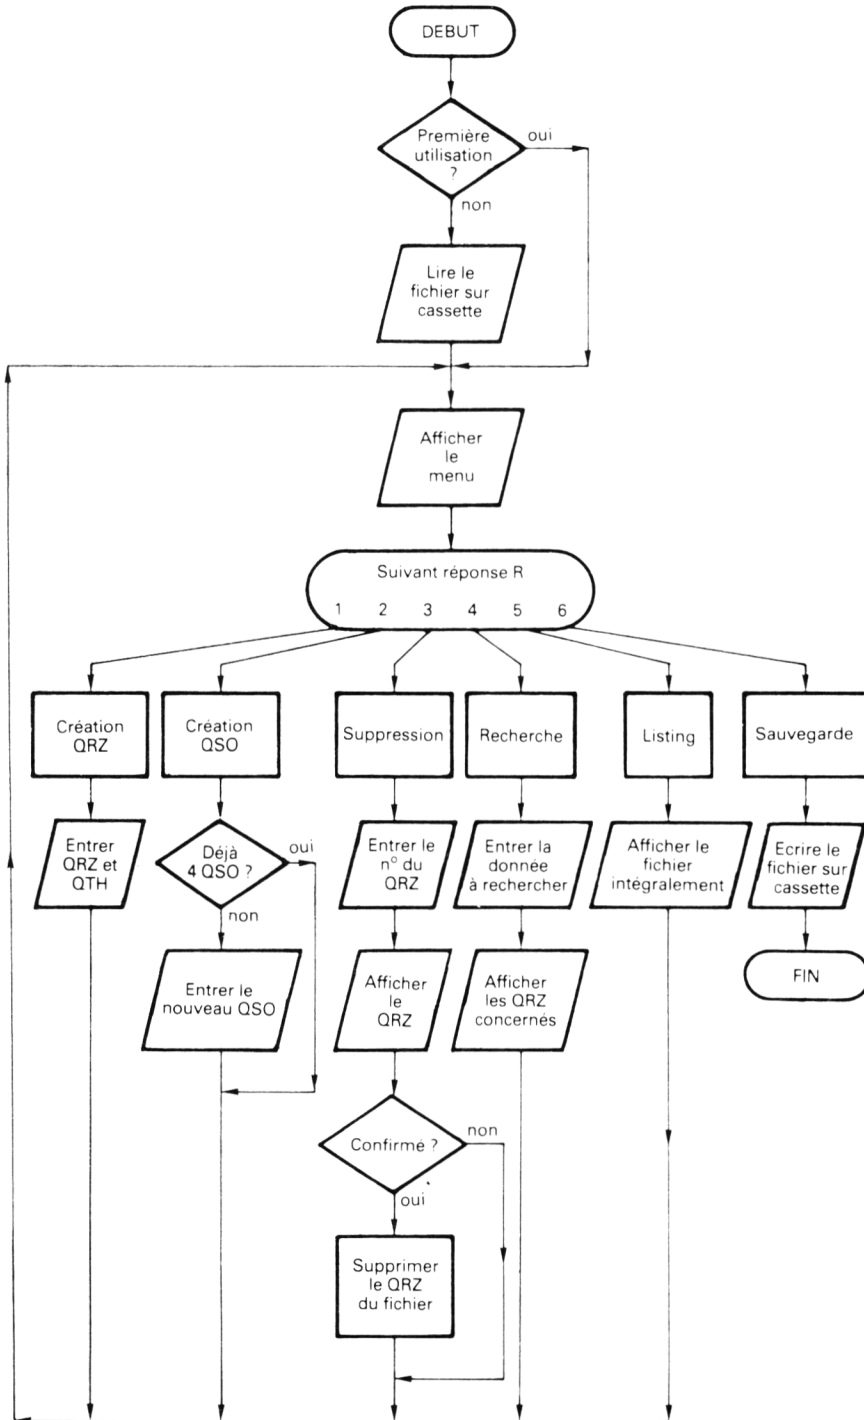 DEBUT
Première
utilisation
?
oui
non
Lire le
fichier sur
cassette
Afficher
le
menu
Suivant réponse R
1 2 3 4 5 6
Création
QRZ
Création
QSO
Suppression
Recherche
Listing
Sauvegarde
Entrer
QRZ et
QTH
Déjà
4 QSO ?
oui
non
Entrer le
n° du
QRZ
Entrer la
donnée
à rechercher
Afficher le
fichier
intégralement
Ecrire le
fichier sur
cassette
Entrer le
nouveau QSO
Afficher
le
QRZ
Afficher
les QRZ
concernés
FIN
Confirmé ?
non
oui
Supprimer
le QRZ
du fichier